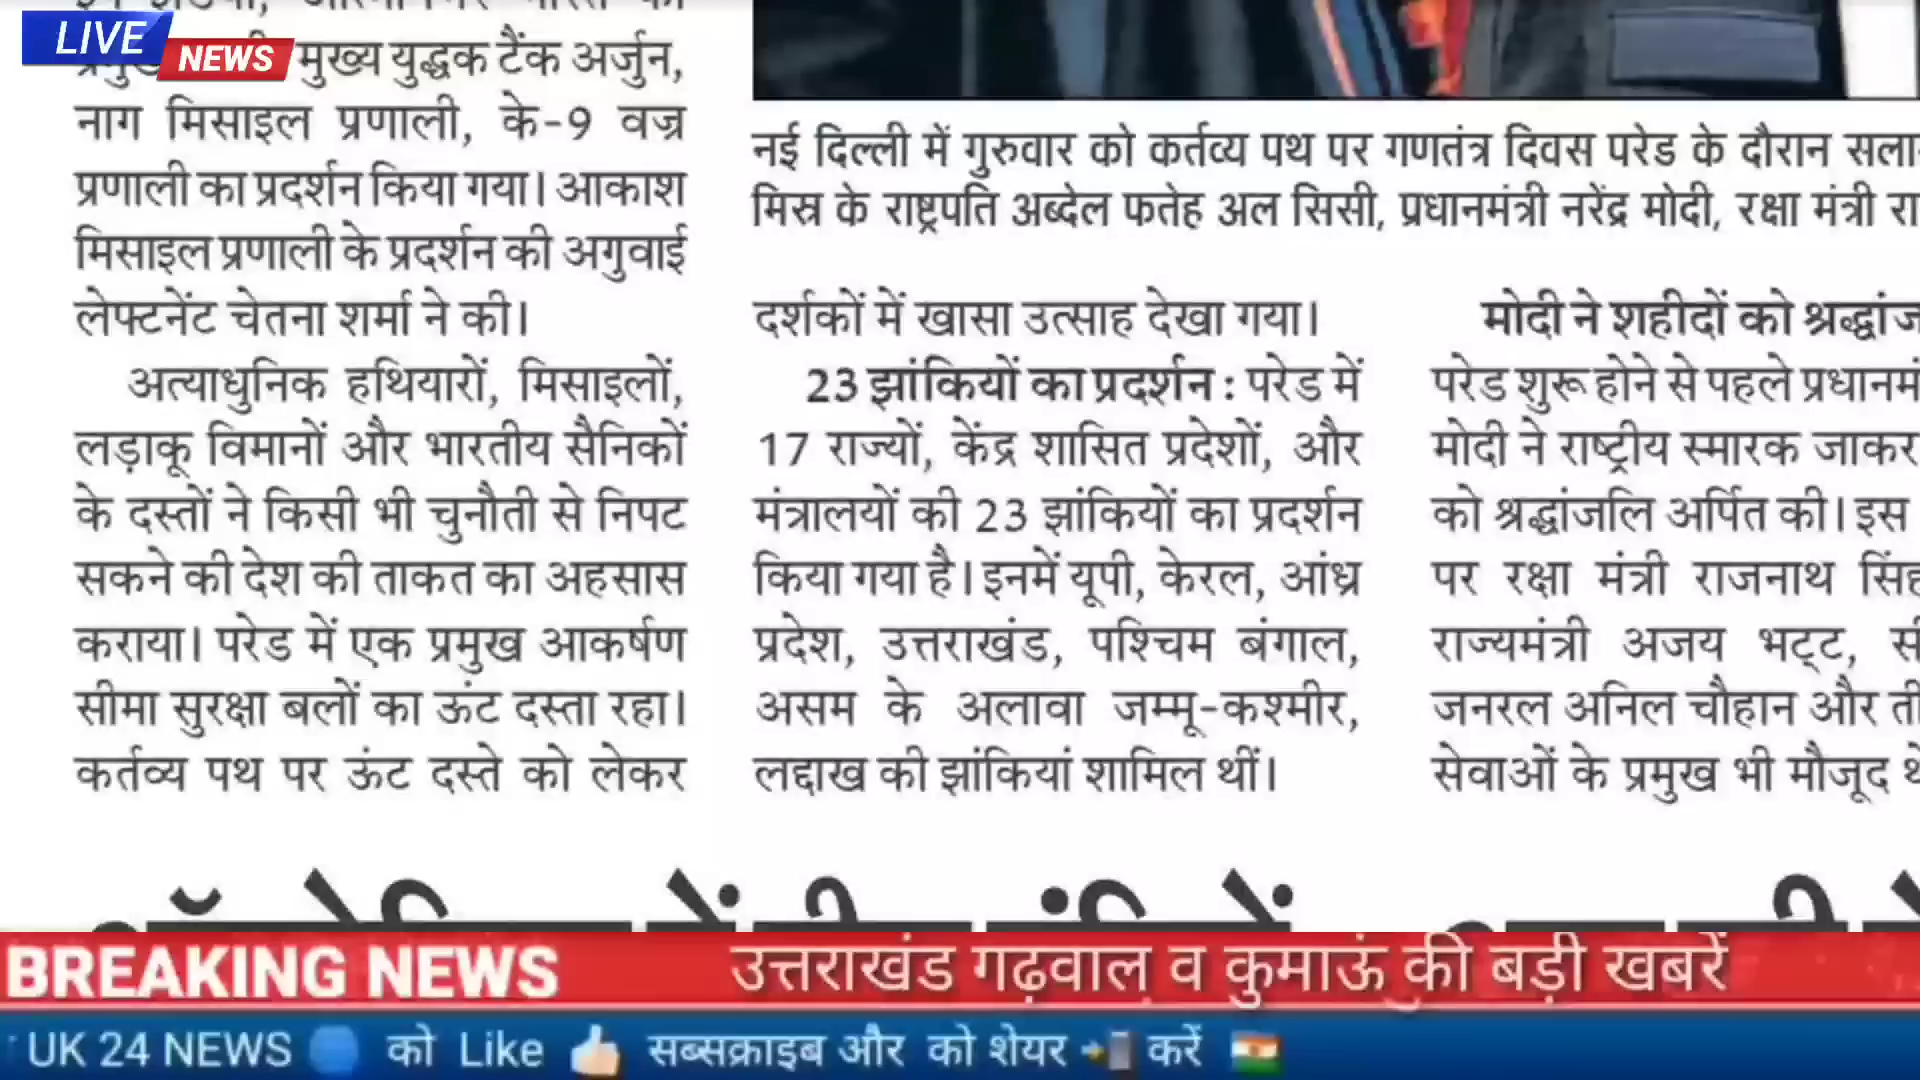 LIVE
NEWS
मुख्य युद्धक टैंक अर्जुन,
नाग मिसाइल प्रणाली, के-9 वज्र
प्रणाली का प्रदर्शन किया गया। आकाश
मिसाइल प्रणाली के प्रदर्शन की अगुवाई
लेफ्टनेंट चेतना शर्मा ने की।
अत्याधुनिक हथियारों, मिसाइलों,
लड़ाकू विमानों और भारतीय सैनिकों
के दस्तों ने किसी भी चुनौती से निपट
सकने की देश की ताकत का अहसास
कराया। परेड में एक प्रमुख आकर्षण
सीमा सुरक्षा बलों का ऊंट दस्ता रहा।
कर्तव्य पथ पर ऊंट दस्ते को लेकर
नई दिल्ली में गुरुवार को कर्तव्य पथ पर गणतंत्र दिवस परेड के दौरान
मिस्र के राष्ट्रपति अब्देल फतेह अल सिसी, प्रधानमंत्री नरेंद्र मोदी, रक्षा मंत्री
दर्शकों में खासा उत्साह देखा गया।
23 झांकियों का प्रदर्शन : परेड में
17 राज्यों, केंद्र शासित प्रदेशों, और
मंत्रालयों की 23 झांकियों का प्रदर्शन
किया गया है। इनमें यूपी, केरल, आंध्र
प्रदेश, उत्तराखंड, पश्चिम बंगाल,
असम के अलावा जम्मू-कश्मीर,
लद्दाख की झांकियां शामिल थीं।
मोदी ने शहीदों को
परेड शुरू होने से पहले
मोदी ने राष्ट्रीय स्मारक जाकर
को श्रद्धांजलि अर्पित की। इस
पर रक्षा मंत्री राजनाथ
राज्यमंत्री अजय भट्ट,
जनरल अनिल चौहान और
सेवाओं के प्रमुख भी मौजूद
BREAKING NEWS
उत्तराखंड गढ़वाल व कुमाऊं की बड़ी खबरें
UK 24 NEWS को Like सब्सक्राइब और को शेयर करें